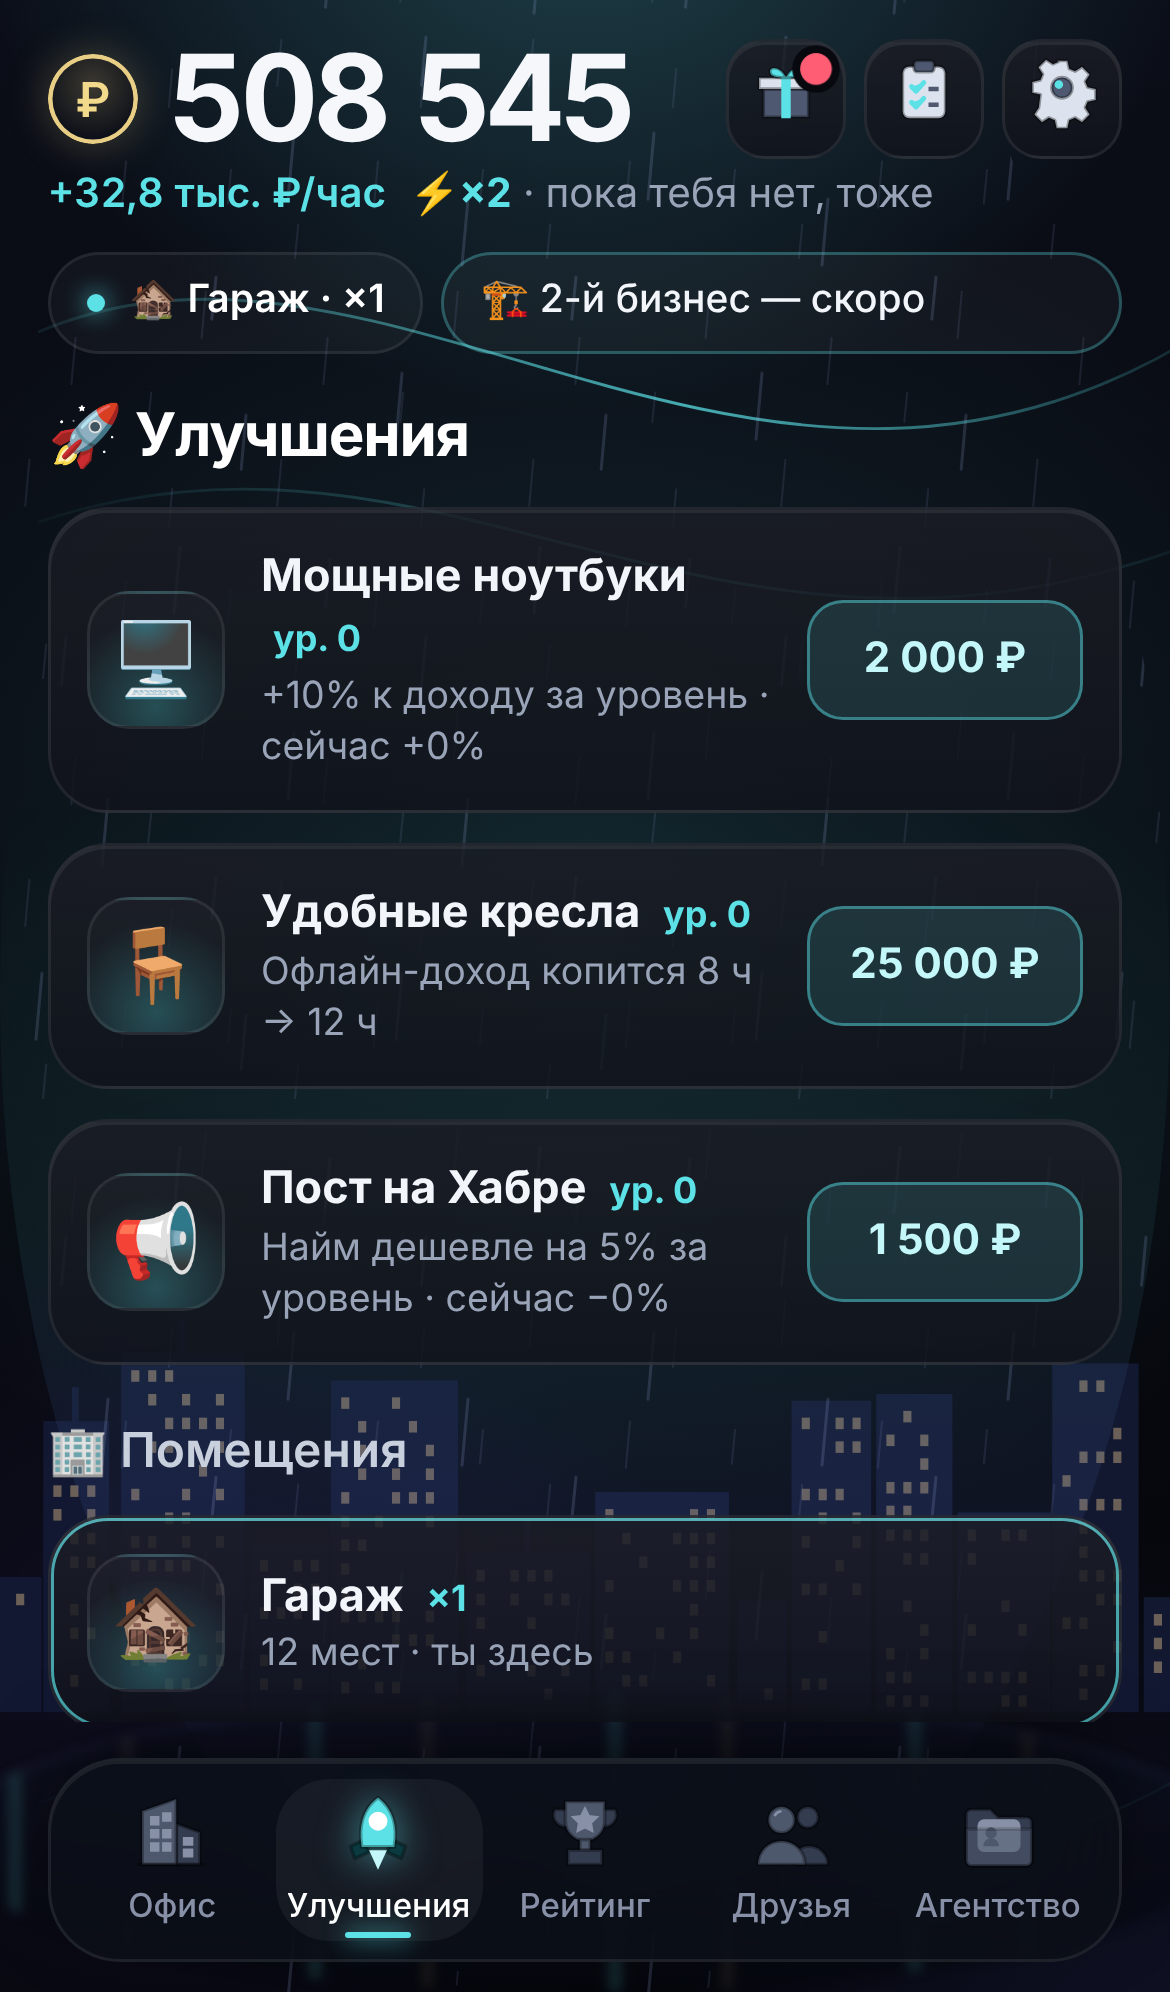 ₽ 508 545
+32,8 тыс. ₽/час ⚡×2 · пока тебя нет, тоже
Гараж · ×1
2-й бизнес — скоро
Улучшения
Мощные ноутбуки
ур. 0
+10% к доходу за уровень ·
сейчас +0%
2 000 ₽
Удобные кресла ур. 0
Офлайн-доход копится 8 ч
→ 12 ч
25 000 ₽
Пост на Хабре ур. 0
Найм дешевле на 5% за
уровень · сейчас −0%
1 500 ₽
Помещения
Гараж ×1
12 мест · ты здесь
Офис
Улучшения
Рейтинг
Друзья
Агентство